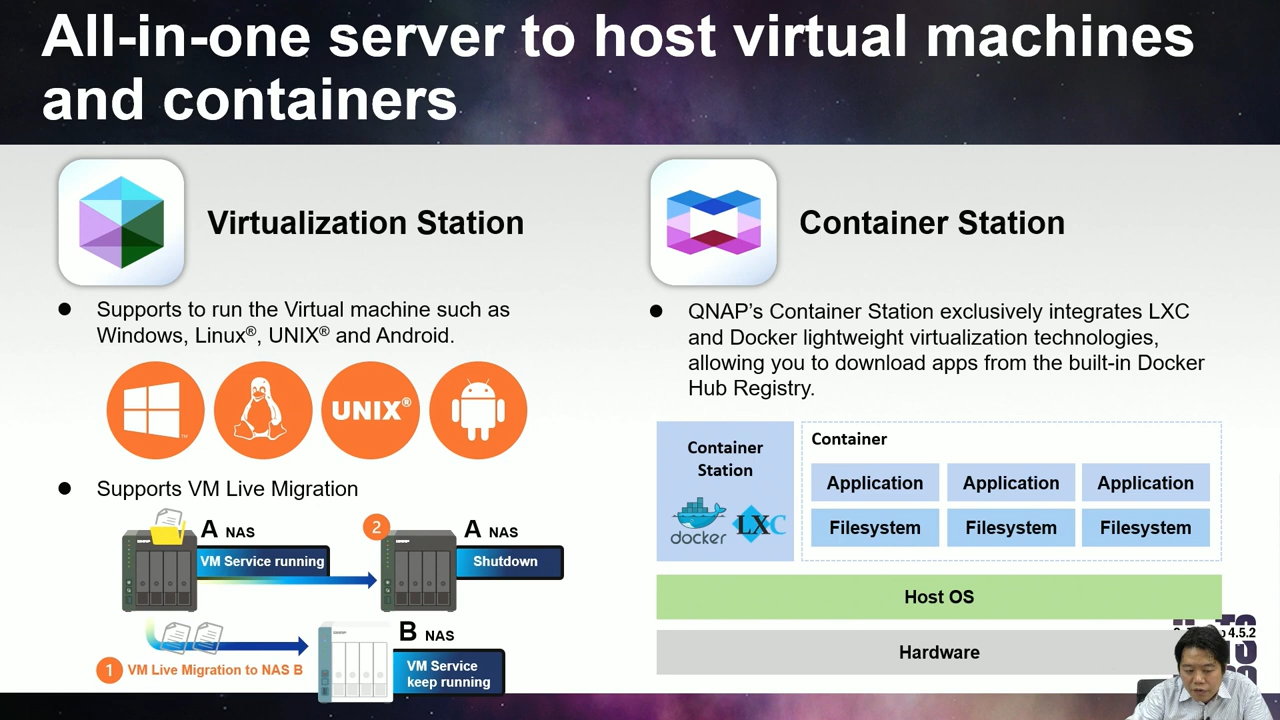 All-in-one server to host virtual machines
and containers
Virtualization Station
● Supports to run the Virtual machine such as
Windows, Linux®, UNIX® and Android.
UNIX®
● Supports VM Live Migration
A NAS
VM Service running
2
A NAS
Shutdown
B NAS
1 VM Live Migration to NAS B
VM Service
keep running
Container Station
● QNAP’s Container Station exclusively integrates LXC
and Docker lightweight virtualization technologies,
allowing you to download apps from the built-in Docker
Hub Registry.
Container
Station
docker
LXC
Container
Application
Application
Application
Filesystem
Filesystem
Filesystem
Host OS
Hardware
4.5.2